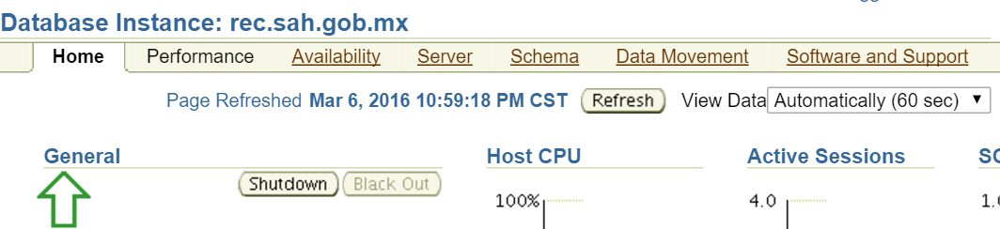 Database Instance: rec.sah.gob.mx
Home Performance Availability Server Schema Data Movement Software and Support
Page Refreshed Mar 6, 2016 10:59:18 PM CST Refresh View Data Automatically (60 sec)
General Host CPU Active Sessions
Shutdown Black Out
100% 4.0 1.